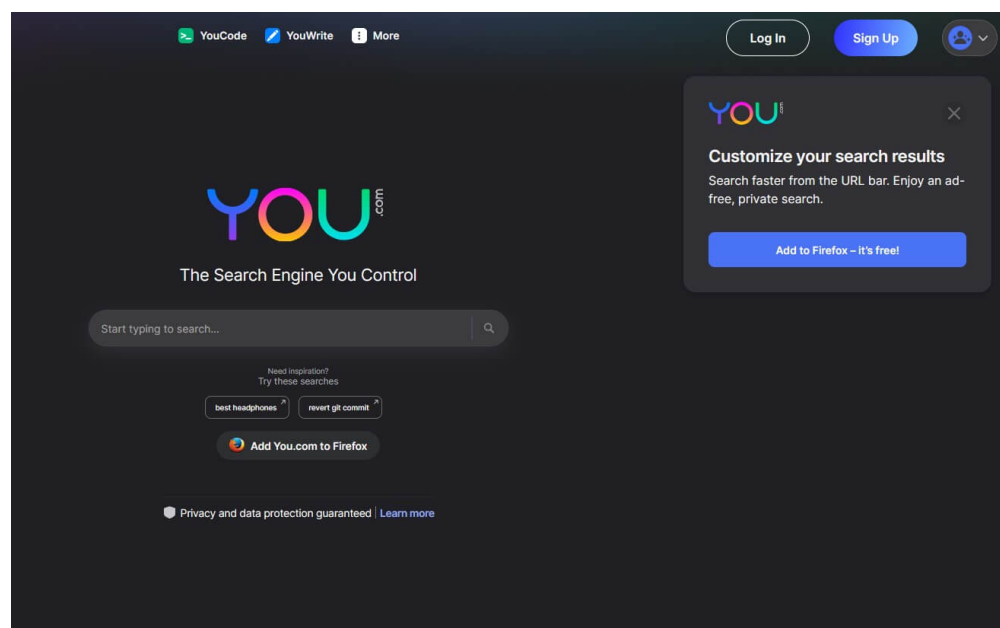 YouCode YouWrite More Log In Sign Up
YOU.com
Customize your search results
Search faster from the URL bar. Enjoy an ad-
free, private search.
Add to Firefox – it's free!
YOU.com
The Search Engine You Control
Start typing to search...
Need inspiration?
Try these searches
best headphones revert git commit
Add You.com to Firefox
Privacy and data protection guaranteed Learn more